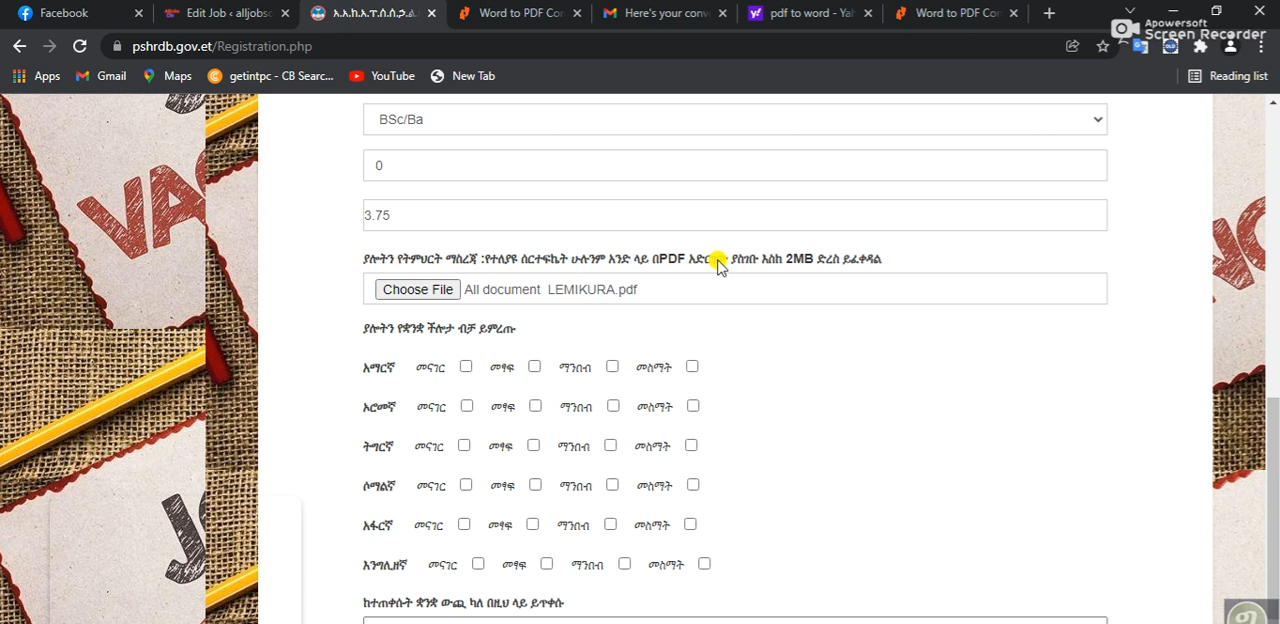 Facebook
Edit Job ‹ alljobs
አ.አ.ከ.አ.ፐ.ሰ.ሰ.ኃ.ል.
Word to PDF Con
Here's your conv
pdf to word - Yah
Word to PDF Con
Apowersoft
Screen Recorder
pshrdb.gov.et/Registration.php
Apps
Gmail
Maps
getintpc - CB Searc...
YouTube
New Tab
Reading list
BSc/Ba
0
3.75
ያሎትን የትምህርት ማስረጃ :የተለያዩ ሰርተፍኬት ሁሉንም አንድ ላይ በPDF ያስገቡ እስከ 2MB ድረስ ይፈቀዳል
Choose File All document LEMIKURA.pdf
ያሎትን የቋንቋ ችሎታ ብቻ ይምረጡ
አማርኛ መናገር መፃፍ ማንበብ መስማት
አሮመኛ መናገር መፃፍ ማንበብ መስማት
ትግርኛ መናገር መፃፍ ማንበብ መስማት
ሶማልኛ መናገር መፃፍ ማንበብ መስማት
አፋርኛ መናገር መፃፍ ማንበብ መስማት
እንግሊዘኛ መናገር መፃፍ ማንበብ መስማት
ከተጠቀሱት ቋንቋ ውጪ ካለ በዚህ ላይ ይጥቀሱ